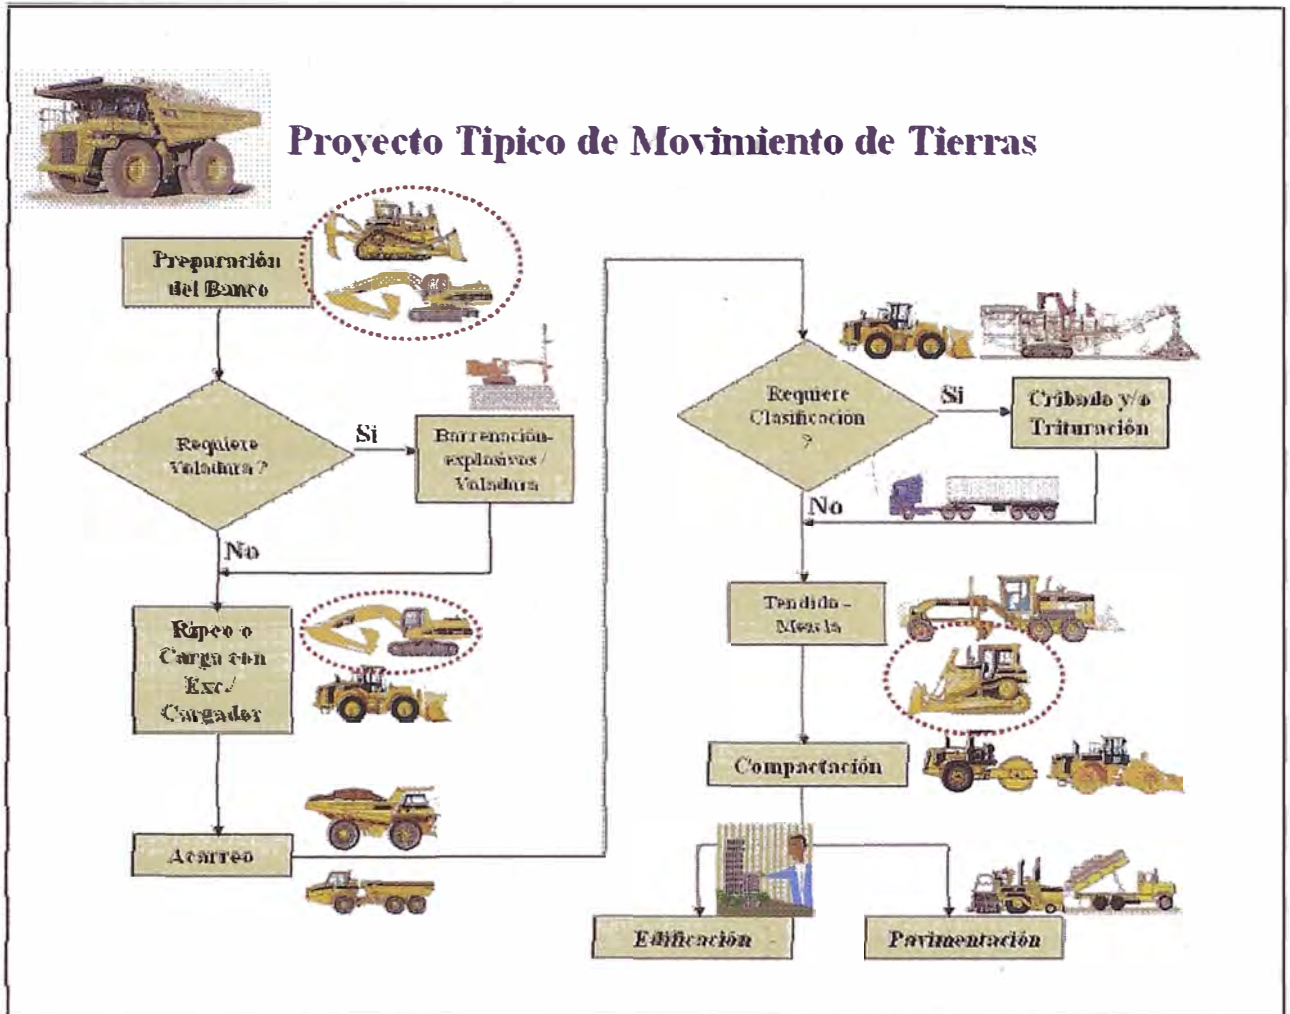 Proyecto Tipico de Movimiento de Tierras
Preparación
del Banco
Requiere
Voladura ?
Si
Barrenación-
explosivos /
Voladura
No
Ripeo o
Carga con
Exc./
Cargador
Acarreo
Requiere
Clasificación
?
Si
Cribado y/o
Trituración
No
Tendido -
Mezcla
Compactación
Edificación
Pavimentación